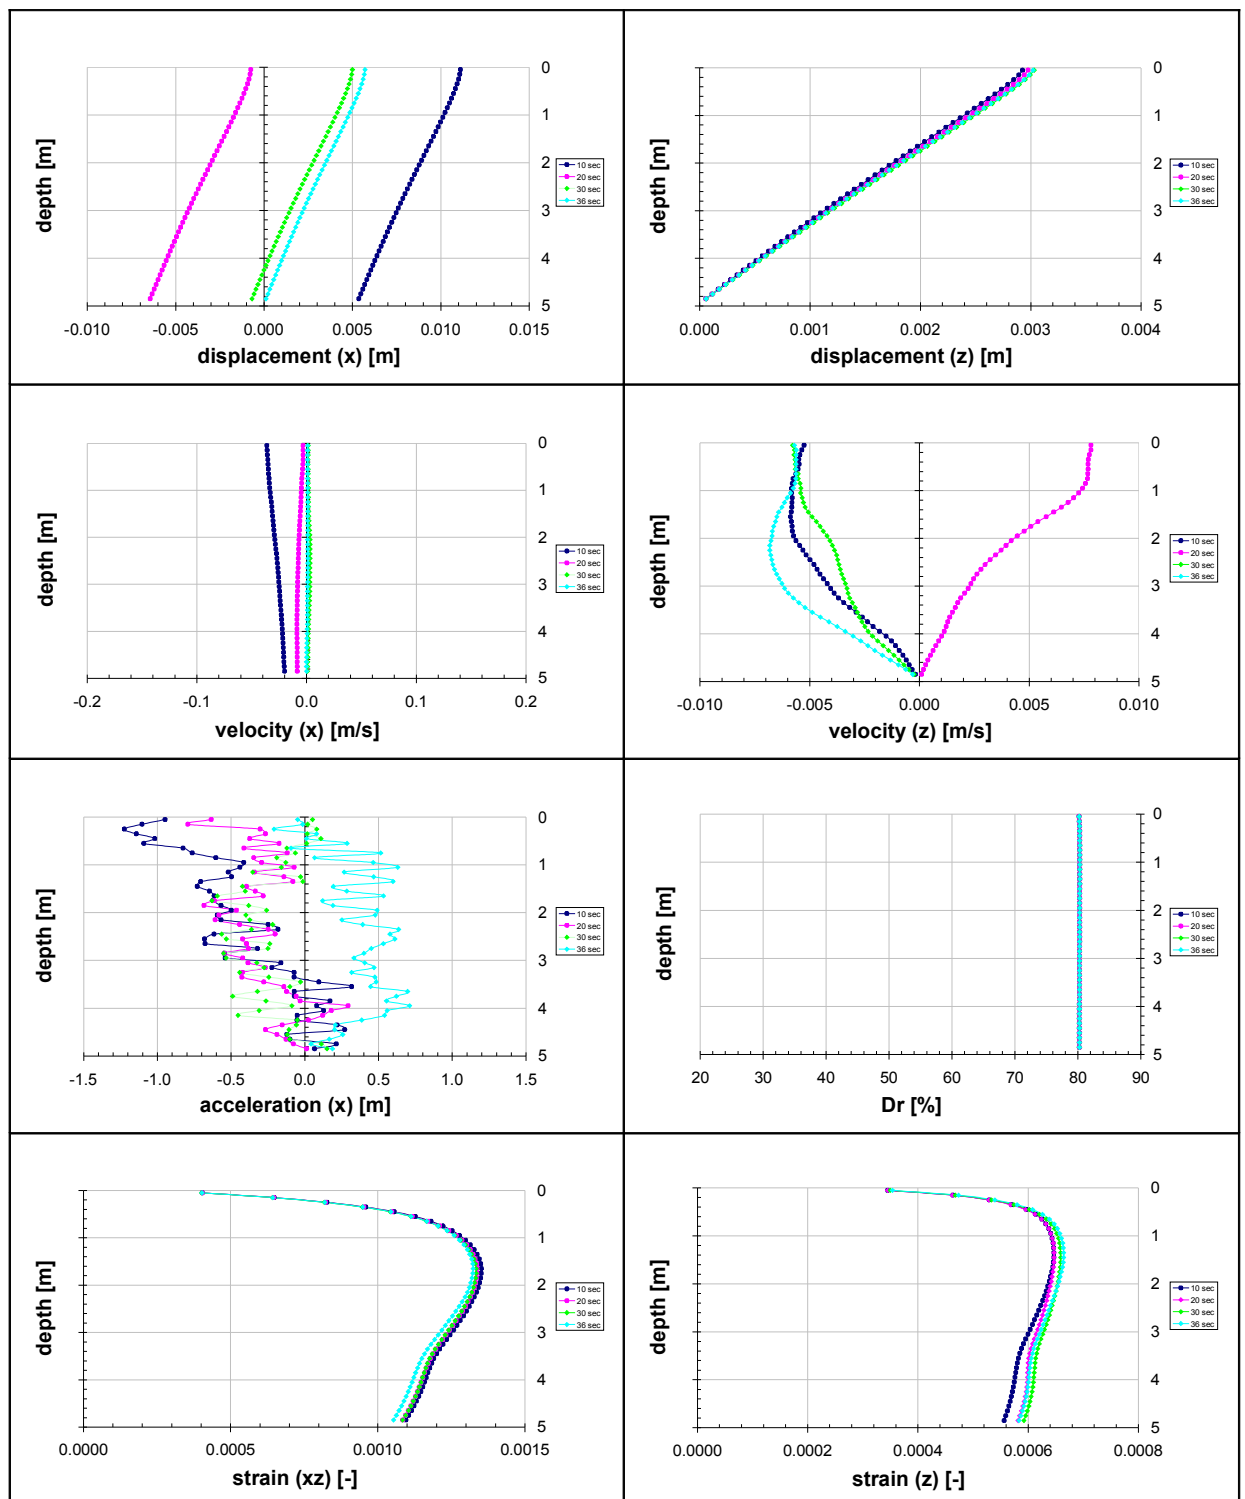 0
1
2
3
4
5
-0.010 -0.005 0.000 0.005 0.010 0.015
displacement (x) [m]
depth [m]
10 sec
20 sec
30 sec
36 sec
0
1
2
3
4
5
0.000 0.001 0.002 0.003 0.004
displacement (z) [m]
depth [m]
10 sec
20 sec
30 sec
36 sec
0
1
2
3
4
5
-0.2 -0.1 0.0 0.1 0.2
velocity (x) [m/s]
depth [m]
10 sec
20 sec
30 sec
36 sec
0
1
2
3
4
5
-0.010 -0.005 0.000 0.005 0.010
velocity (z) [m/s]
depth [m]
10 sec
20 sec
30 sec
36 sec
0
1
2
3
4
5
-1.5 -1.0 -0.5 0.0 0.5 1.0 1.5
acceleration (x) [m]
depth [m]
10 sec
20 sec
30 sec
36 sec
0
1
2
3
4
5
20 30 40 50 60 70 80 90
Dr [%]
depth [m]
10 sec
20 sec
30 sec
36 sec
0
1
2
3
4
5
0.0000 0.0005 0.0010 0.0015
strain (xz) [-]
depth [m]
10 sec
20 sec
30 sec
36 sec
0
1
2
3
4
5
0.0000 0.0002 0.0004 0.0006 0.0008
strain (z) [-]
depth [m]
10 sec
20 sec
30 sec
36 sec